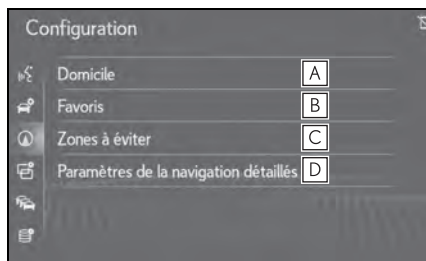 Configuration
Domicile A
Favoris B
Zones à éviter C
Paramètres de la navigation détaillés D